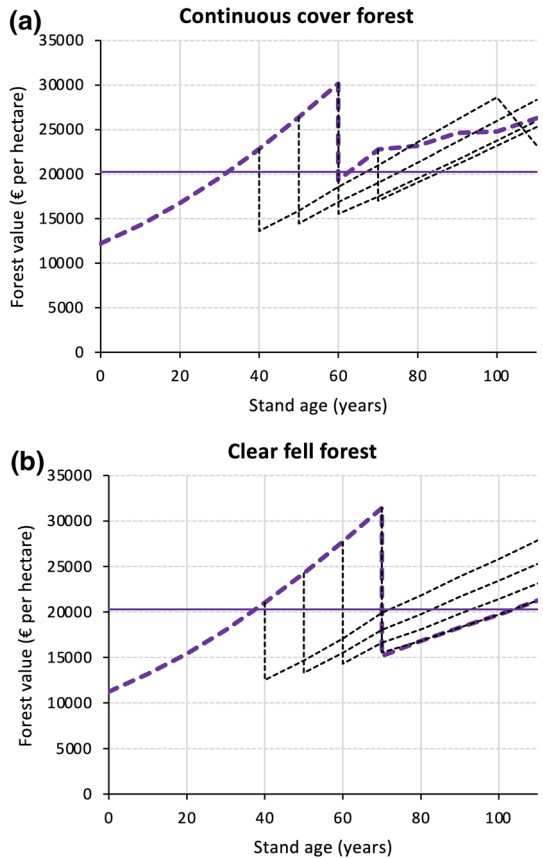 (a)
Continuous cover forest
Forest value (€ per hectare)
35000
30000
25000
20000
15000
10000
5000
0
0 20 40 60 80 100
Stand age (years)
(b)
Clear fell forest
Forest value (€ per hectare)
35000
30000
25000
20000
15000
10000
5000
0
0 20 40 60 80 100
Stand age (years)